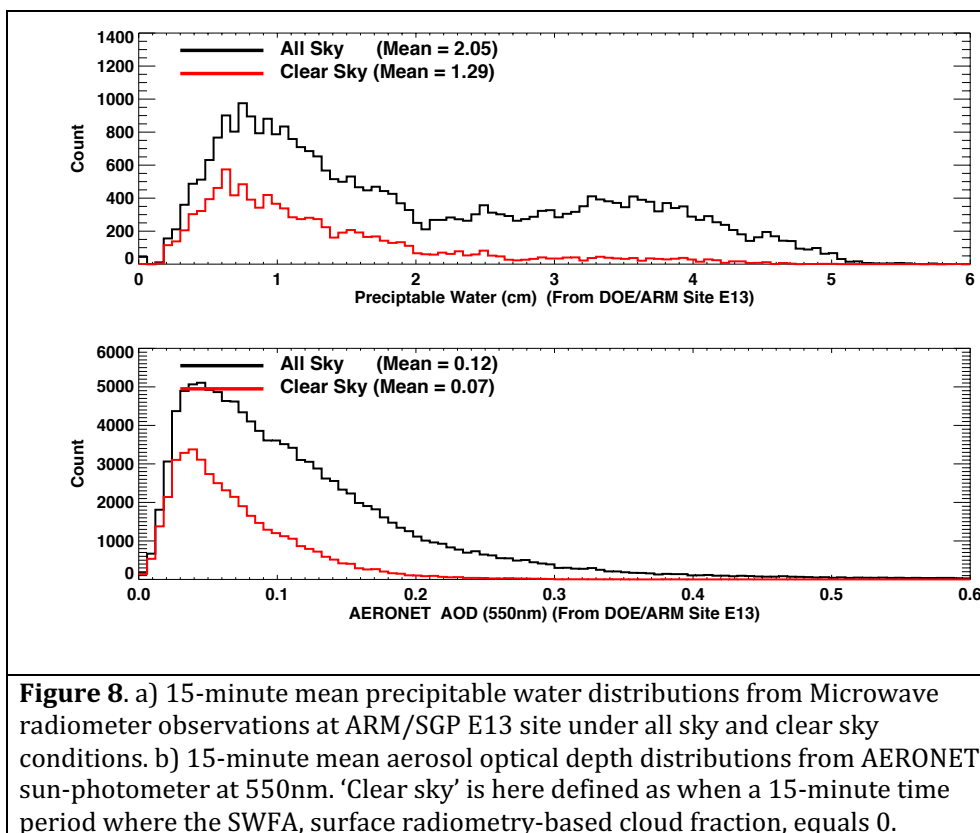 1400
1200
1000
800
600
400
200
0
Count
All Sky (Mean = 2.05)
Clear Sky (Mean = 1.29)
0 1 2 3 4 5 6
Preciptable Water (cm) (From DOE/ARM Site E13)
6000
5000
4000
3000
2000
1000
0
Count
All Sky (Mean = 0.12)
Clear Sky (Mean = 0.07)
0.0 0.1 0.2 0.3 0.4 0.5 0.6
AERONET AOD (550nm) (From DOE/ARM Site E13)
Figure 8. a) 15-minute mean precipitable water distributions from Microwave
radiometer observations at ARM/SGP E13 site under all sky and clear sky
conditions. b) 15-minute mean aerosol optical depth distributions from AERONET
sun-photometer at 550nm. ‘Clear sky’ is here defined as when a 15-minute time
period where the SWFA, surface radiometry-based cloud fraction, equals 0.